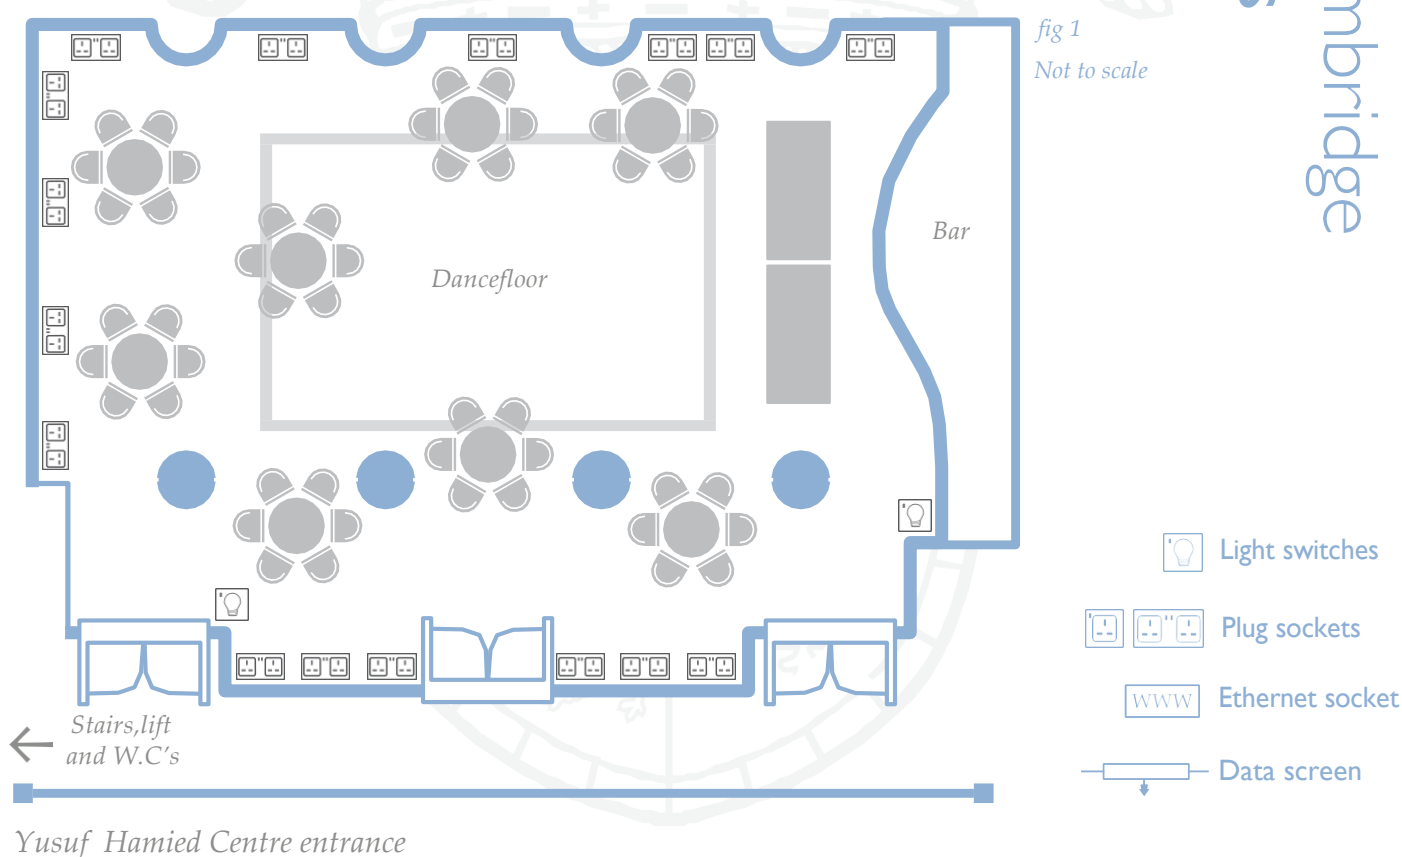 fig 1
Not to scale
mbridge
Bar
Dancefloor
Light switches
Plug sockets
WWW Ethernet socket
Data screen
Stairs,lift
and W.C's
Yusuf Hamied Centre entrance